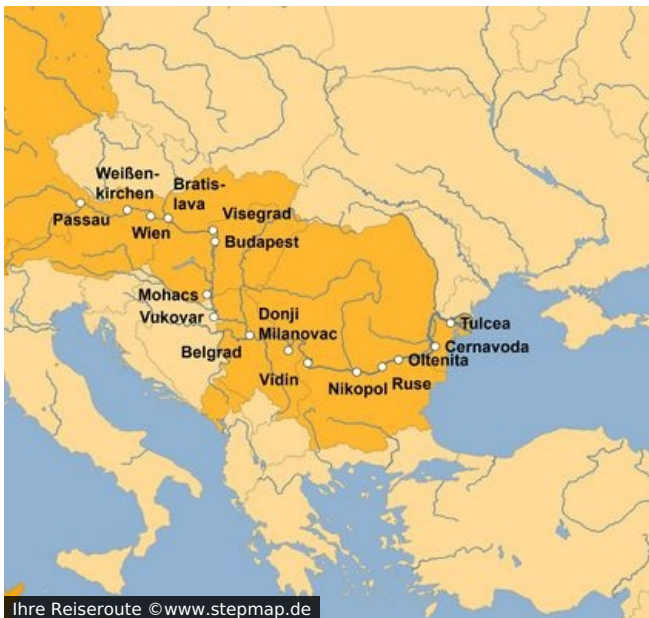 Weißen-
kirchen
Bratis-
lava
Passau
Wien
Visegrad
Budapest
Mohacs
Vukovar
Donji
Milanovac
Belgrad
Tulcea
Cernavoda
Oltenita
Vidin
Nikopol
Ruse
Ihre Reiseroute ©www.stepmap.de